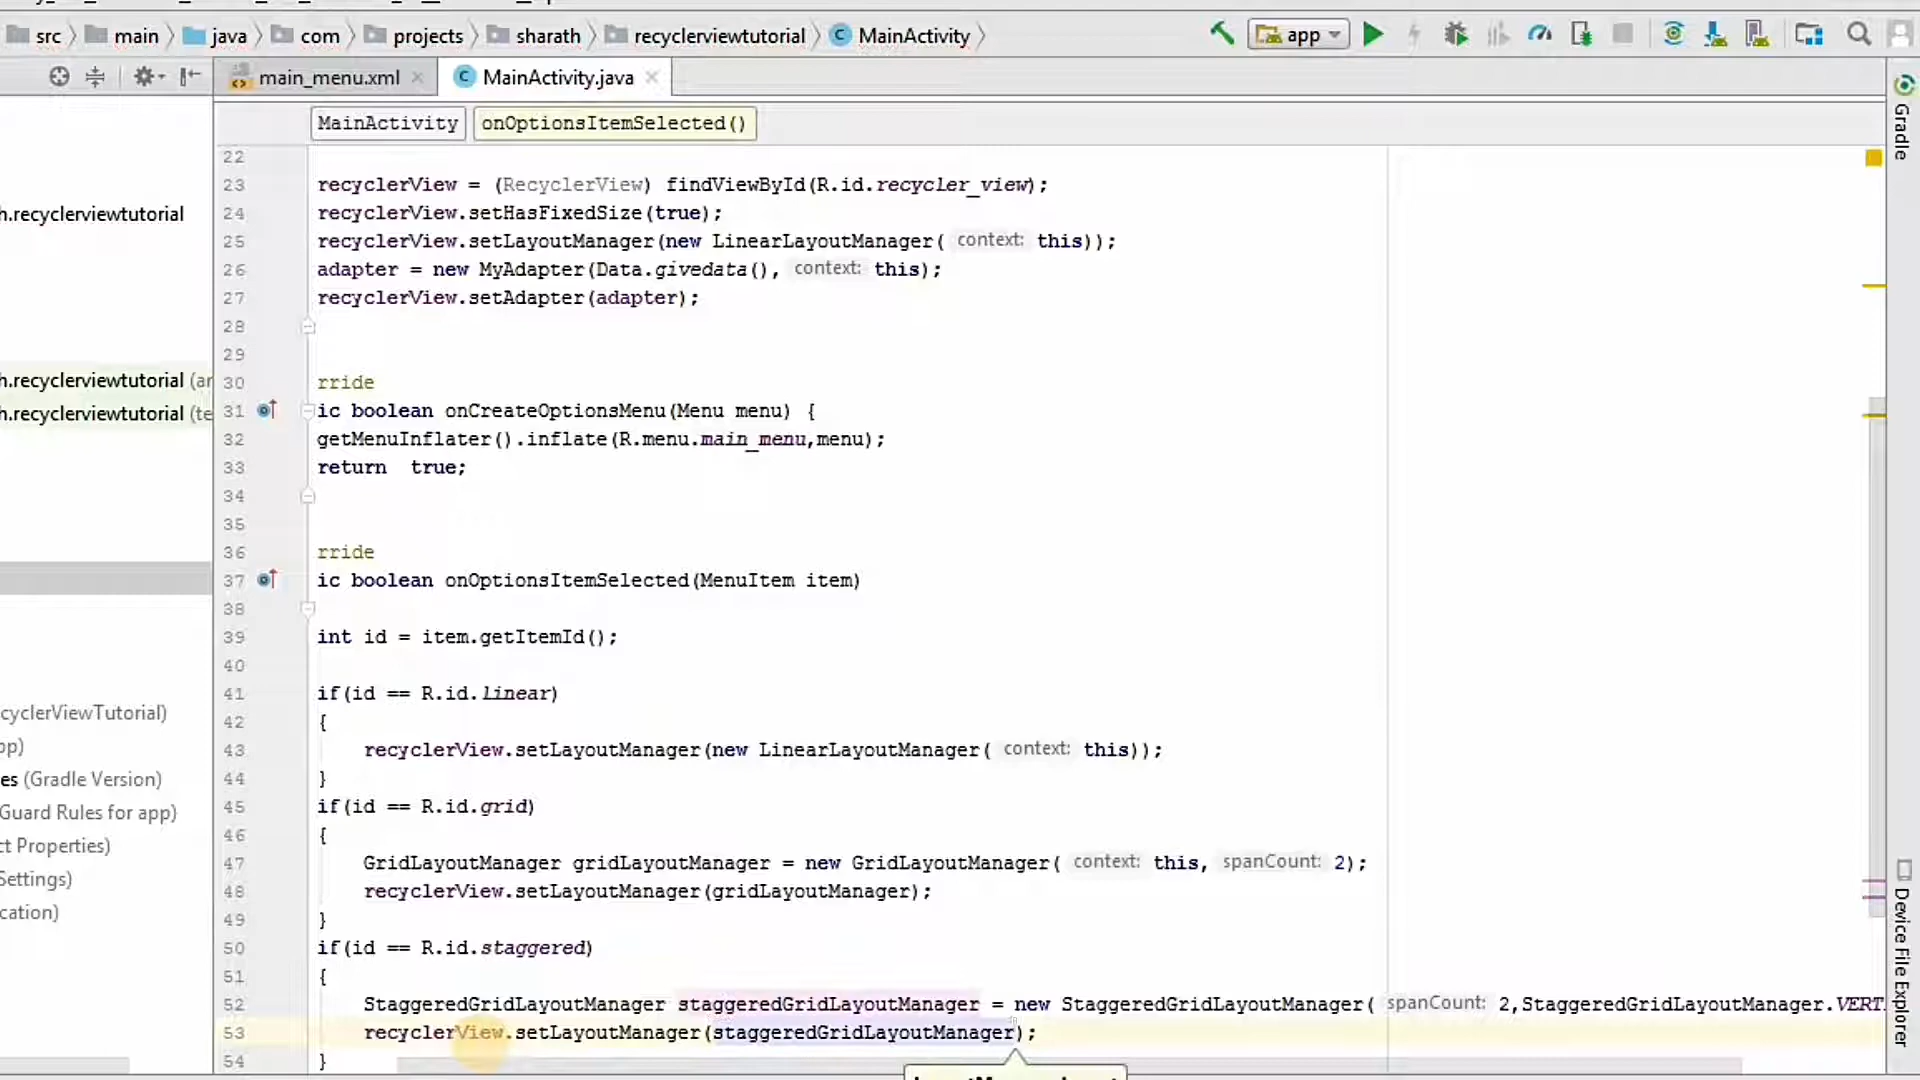 src main java com projects sharath recyclerviewtutorial MainActivity app
main_menu.xml MainActivity.java
MainActivity onOptionsItemSelected()
Gradle
h.recyclerviewtutorial
h.recyclerviewtutorial (ar
h.recyclerviewtutorial (te
cyclerViewTutorial)
pp)
es (Gradle Version)
Guard Rules for app)
ct Properties)
Settings)
cation)
22
23 recyclerView = (RecyclerView) findViewById(R.id.recycler_view);
24 recyclerView.setHasFixedSize(true);
25 recyclerView.setLayoutManager(new LinearLayoutManager( context: this));
26 adapter = new MyAdapter(Data.givedata(), context: this);
27 recyclerView.setAdapter(adapter);
28
29
30 rride
31 ic boolean onCreateOptionsMenu(Menu menu) {
32 getMenuInflater().inflate(R.menu.main_menu,menu);
33 return  true;
34
35
36 rride
37 ic boolean onOptionsItemSelected(MenuItem item)
38
39 int id = item.getItemId();
40
41 if(id == R.id.linear)
42 {
43 recyclerView.setLayoutManager(new LinearLayoutManager( context: this));
44 }
45 if(id == R.id.grid)
46 {
47 GridLayoutManager gridLayoutManager = new GridLayoutManager( context: this, spanCount: 2);
48 recyclerView.setLayoutManager(gridLayoutManager);
49 }
50 if(id == R.id.staggered)
51 {
52 StaggeredGridLayoutManager staggeredGridLayoutManager = new StaggeredGridLayoutManager( spanCount: 2,StaggeredGridLayoutManager.VERT
53 recyclerView.setLayoutManager(staggeredGridLayoutManager);
54 }
Device File Explorer